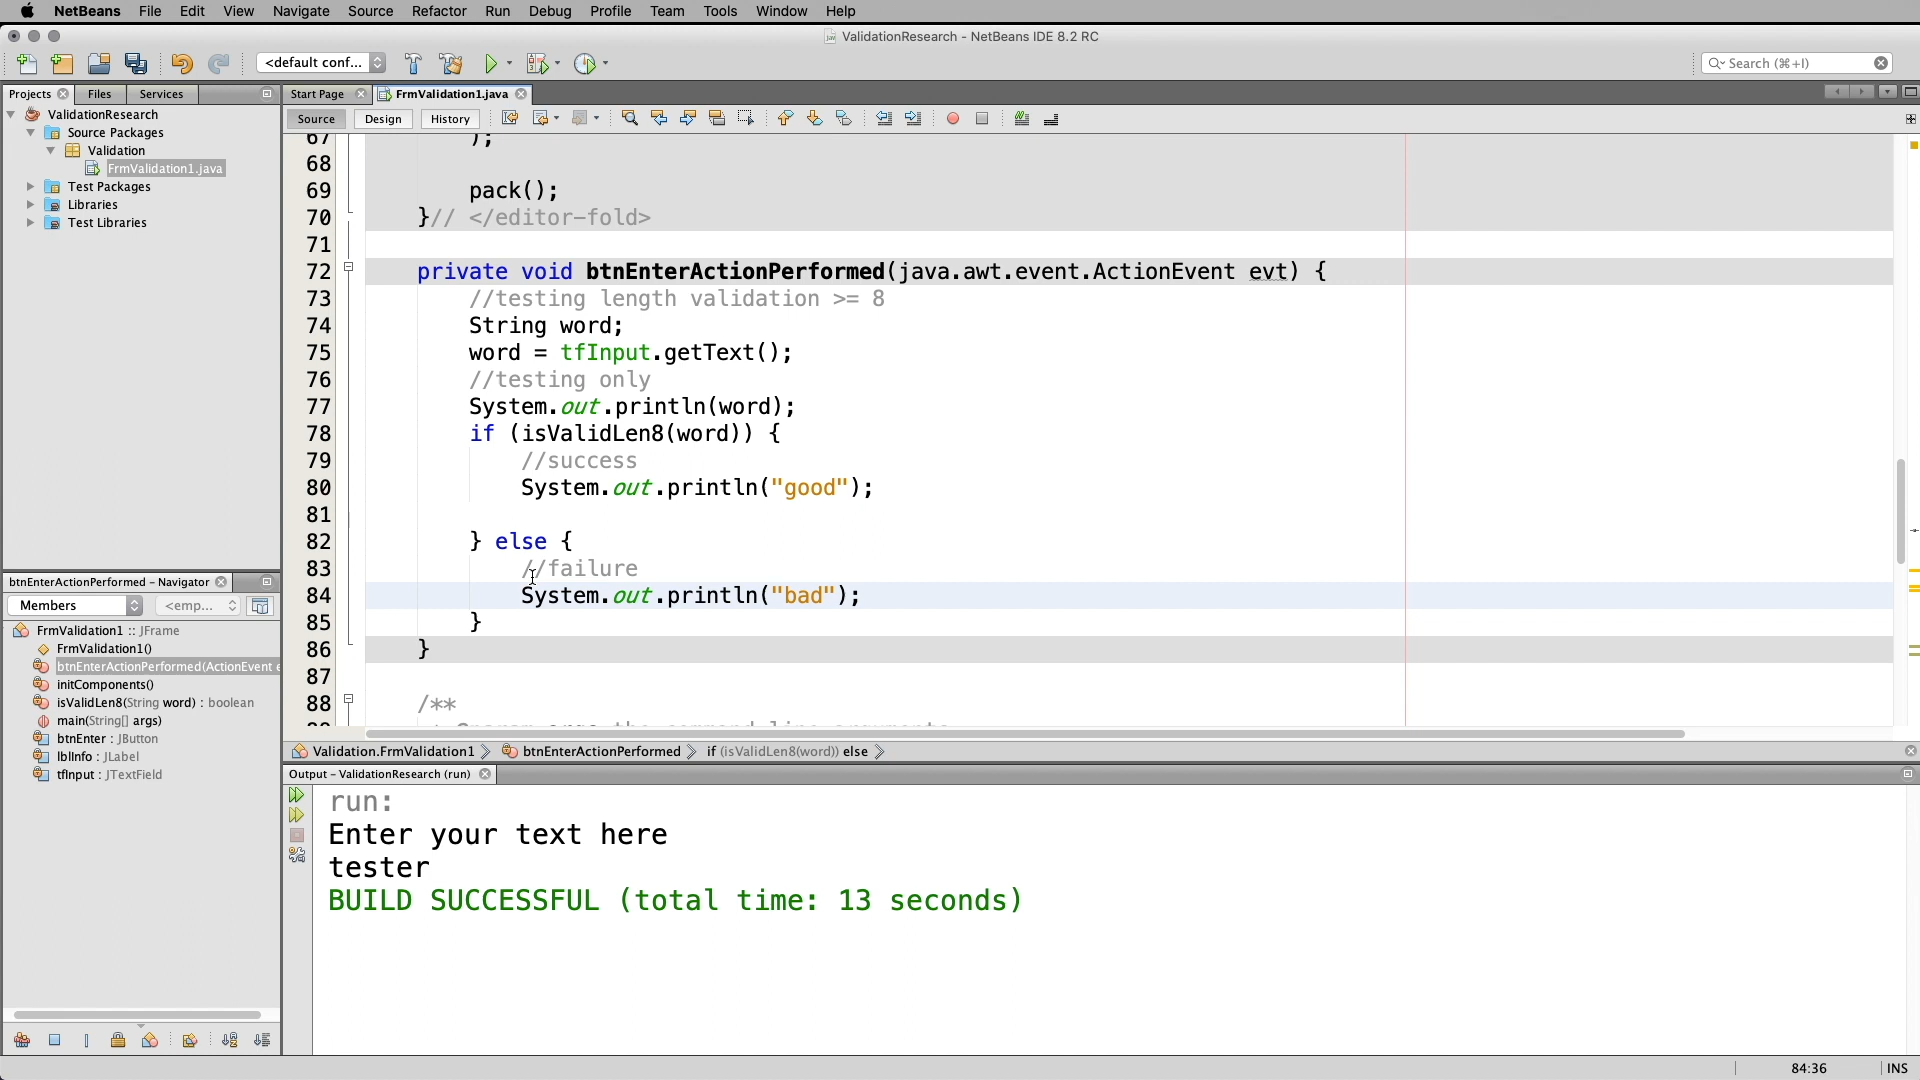 NetBeans File Edit View Navigate Source Refactor Run Debug Profile Team Tools Window Help
ValidationResearch - NetBeans IDE 8.2 RC
<default conf...
Search (⌘+I)
Projects Files Services
ValidationResearch
Source Packages
Validation
FrmValidation1.java
Test Packages
Libraries
Test Libraries
Start Page FrmValidation1.java
Source Design History
67 );
68
69 pack();
70 }// </editor-fold>
71
72 private void btnEnterActionPerformed(java.awt.event.ActionEvent evt) {
73 //testing length validation >= 8
74 String word;
75 word = tfInput.getText();
76 //testing only
77 System.out.println(word);
78 if (isValidLen8(word)) {
79 //success
80 System.out.println("good");
81
82 } else {
83 //failure
84 System.out.println("bad");
85 }
86 }
87
88 /**
btnEnterActionPerformed - Navigator
Members <emp...
FrmValidation1 :: JFrame
FrmValidation1()
btnEnterActionPerformed(ActionEvent e
initComponents()
isValidLen8(String word) : boolean
main(String[] args)
btnEnter : JButton
lblInfo : JLabel
tfInput : JTextField
Validation.FrmValidation1 btnEnterActionPerformed if (isValidLen8(word)) else
Output - ValidationResearch (run)
run:
Enter your text here
tester
BUILD SUCCESSFUL (total time: 13 seconds)
84:36 INS